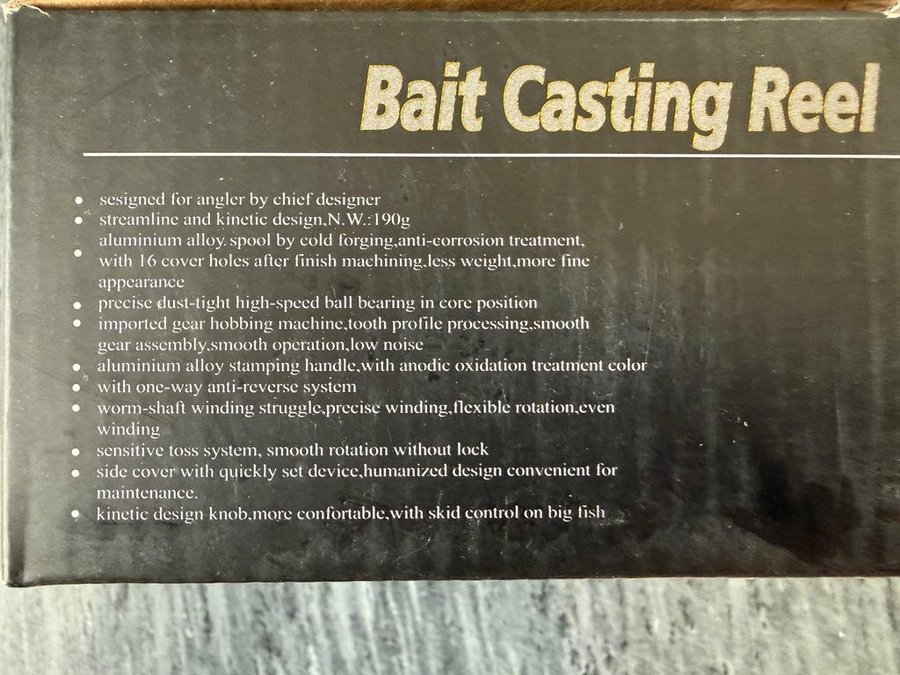 Bait Casting Reel
• sesigned for angler by chief designer
• streamline and kinetic design,N.W.:190g
• aluminium alloy. spool by cold forging,anti-corrosion treatment,
with 16 cover holes after finish machining,less weight,more fine
appearance
• precise dust-tight high-speed ball bearing in core position
• imported gear hobbing machine,tooth profile processing,smooth
gear assembly,smooth operation,low noise
• aluminium alloy stamping handle,with anodic oxidation treatment color
• with one-way anti-reverse system
• worm-shaft winding struggle,precise winding,flexible rotation,even
winding
• sensitive toss system, smooth rotation without lock
• side cover with quickly set device,humanized design convenient for
maintenance.
• kinetic design knob,more confortable,with skid control on big fish